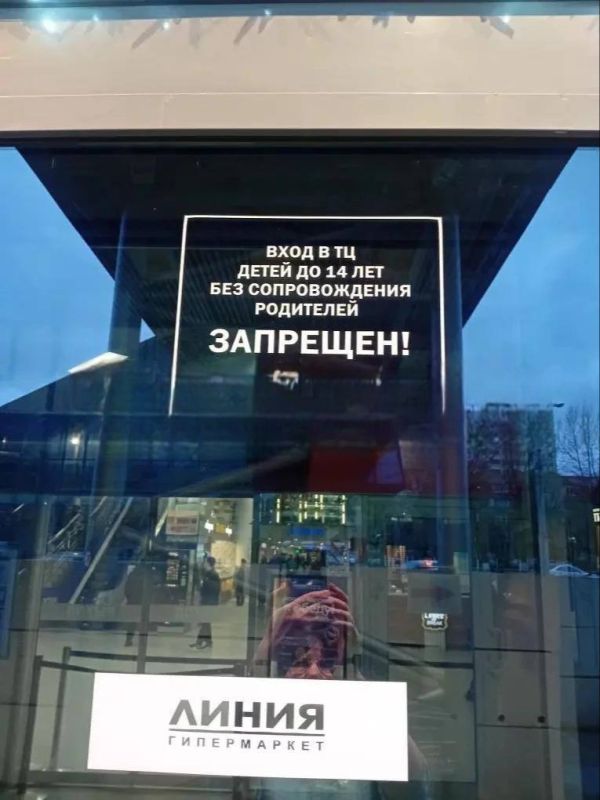 ВХОД В ТЦ
ДЕТЕЙ ДО 14 ЛЕТ
БЕЗ СОПРОВОЖДЕНИЯ
РОДИТЕЛЕЙ
ЗАПРЕЩЕН!
ЛИНИЯ
ГИПЕРМАРКЕТ